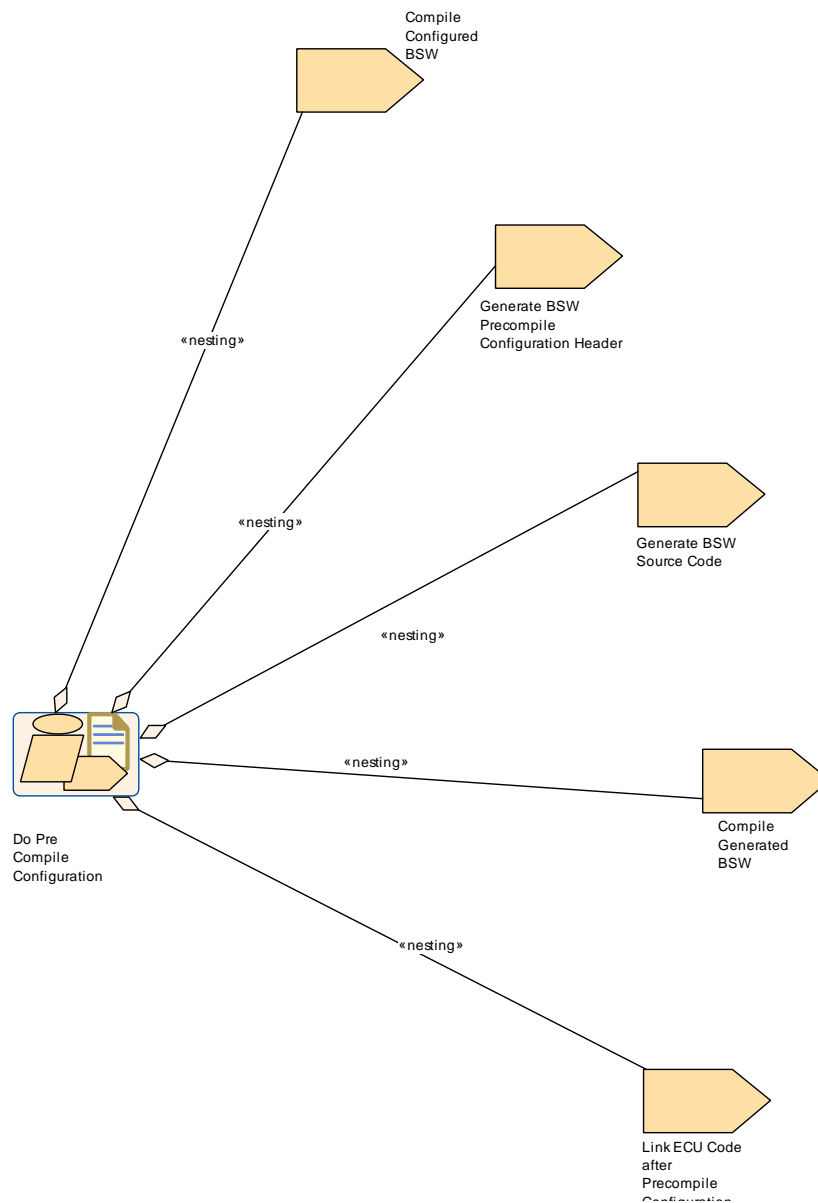 Compile
Configured
BSW
«nesting»
Generate BSW
Precompile
Configuration Header
«nesting»
Generate BSW
Source Code
«nesting»
«nesting»
Compile
Generated
BSW
Do Pre
Compile
Configuration
«nesting»
Link ECU Code
after
Precompile
Configuration